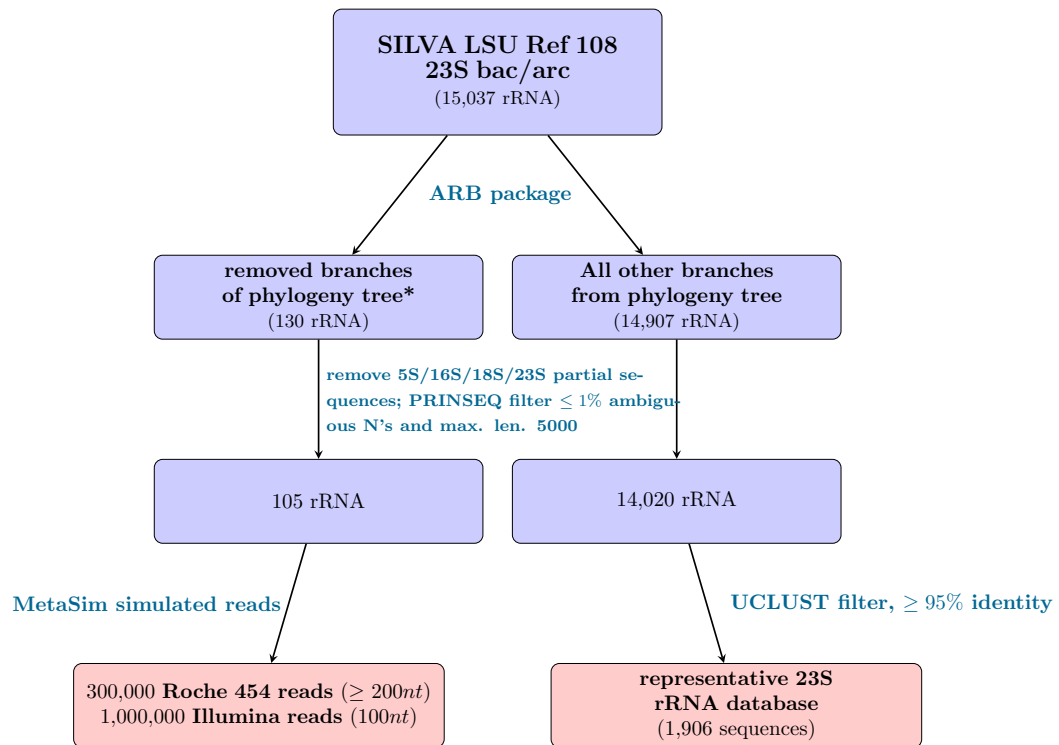 SILVA LSU Ref 108
23S bac/arc
(15,037 rRNA)
ARB package
removed branches
of phylogeny tree*
(130 rRNA)
All other branches
from phylogeny tree
(14,907 rRNA)
remove 5S/16S/18S/23S partial se-
quences; PRINSEQ filter ≤ 1% ambigu-
ous N's and max. len. 5000
105 rRNA
14,020 rRNA
MetaSim simulated reads
UCLUST filter, ≥ 95% identity
300,000 Roche 454 reads (≥ 200nt)
1,000,000 Illumina reads (100nt)
representative 23S
rRNA database
(1,906 sequences)